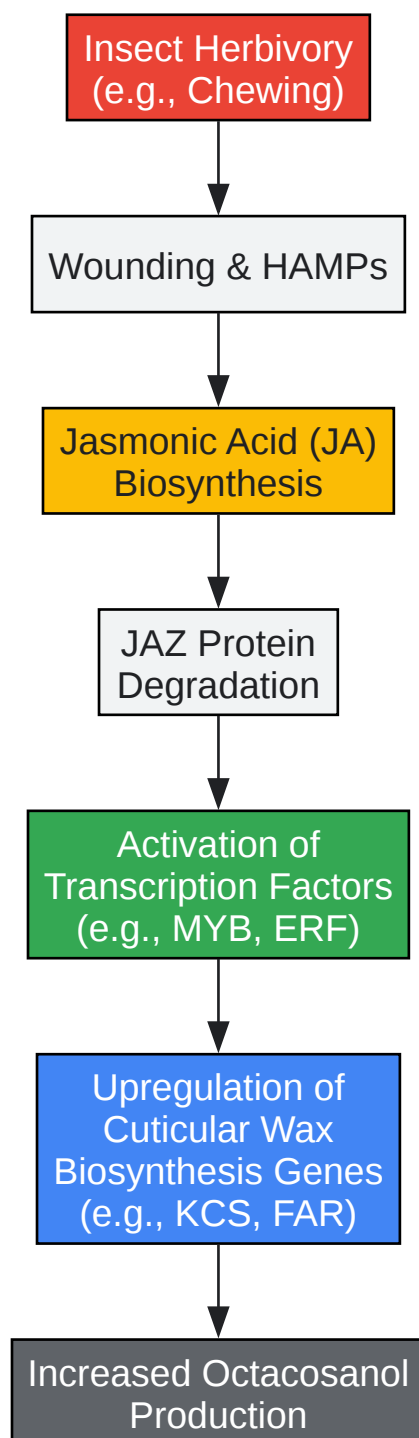 Insect Herbivory
(e.g., Chewing)
Wounding & HAMPs
Jasmonic Acid (JA)
Biosynthesis
JAZ Protein
Degradation
Activation of
Transcription Factors
(e.g., MYB, ERF)
Upregulation of
Cuticular Wax
Biosynthesis Genes
(e.g., KCS, FAR)
Increased Octacosanol
Production